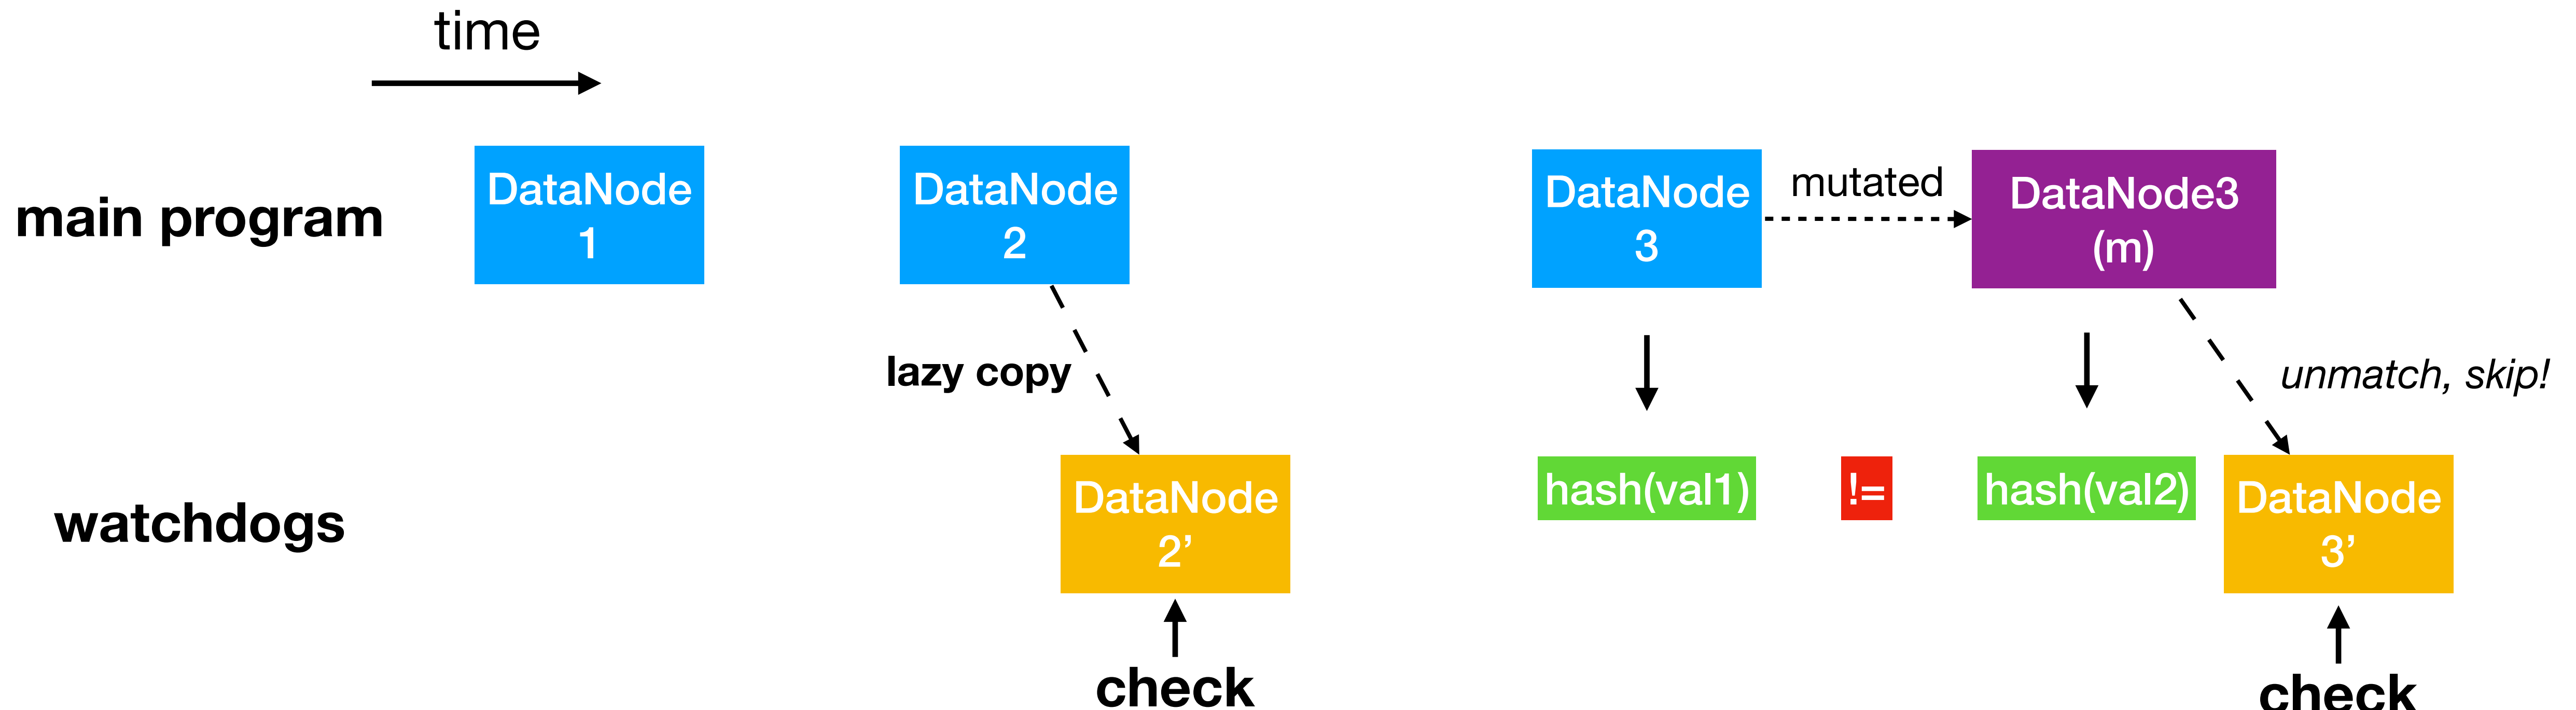 time
main program
DataNode
1
DataNode
2
DataNode
3
mutated
DataNode3
(m)
lazy copy
unmatch, skip!
watchdogs
DataNode
2’
hash(val1)
!=
hash(val2)
DataNode
3’
check
check